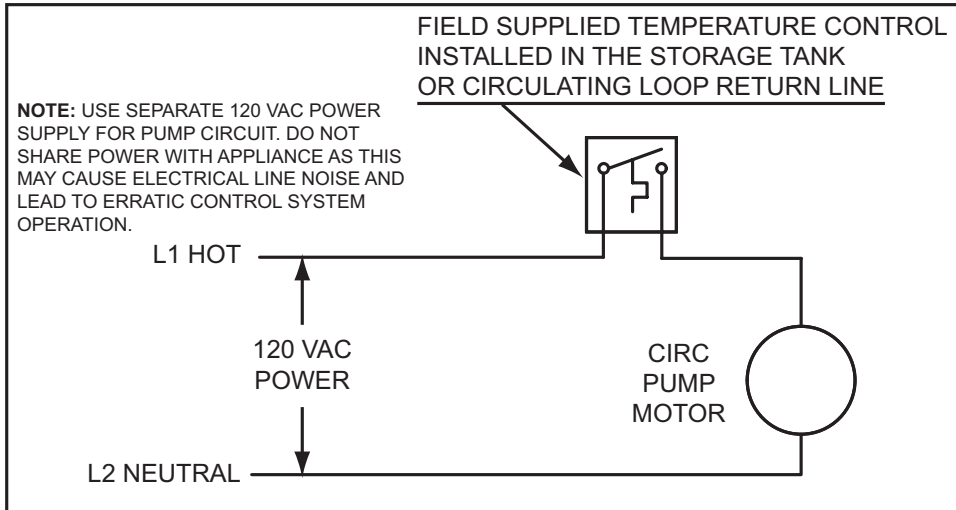 FIELD SUPPLIED TEMPERATURE CONTROL
INSTALLED IN THE STORAGE TANK
OR CIRCULATING LOOP RETURN LINE
NOTE: USE SEPARATE 120 VAC POWER
SUPPLY FOR PUMP CIRCUIT. DO NOT
SHARE POWER WITH APPLIANCE AS THIS
MAY CAUSE ELECTRICAL LINE NOISE AND
LEAD TO ERRATIC CONTROL SYSTEM
OPERATION.
L1 HOT
120 VAC
POWER
CIRC
PUMP
MOTOR
L2 NEUTRAL